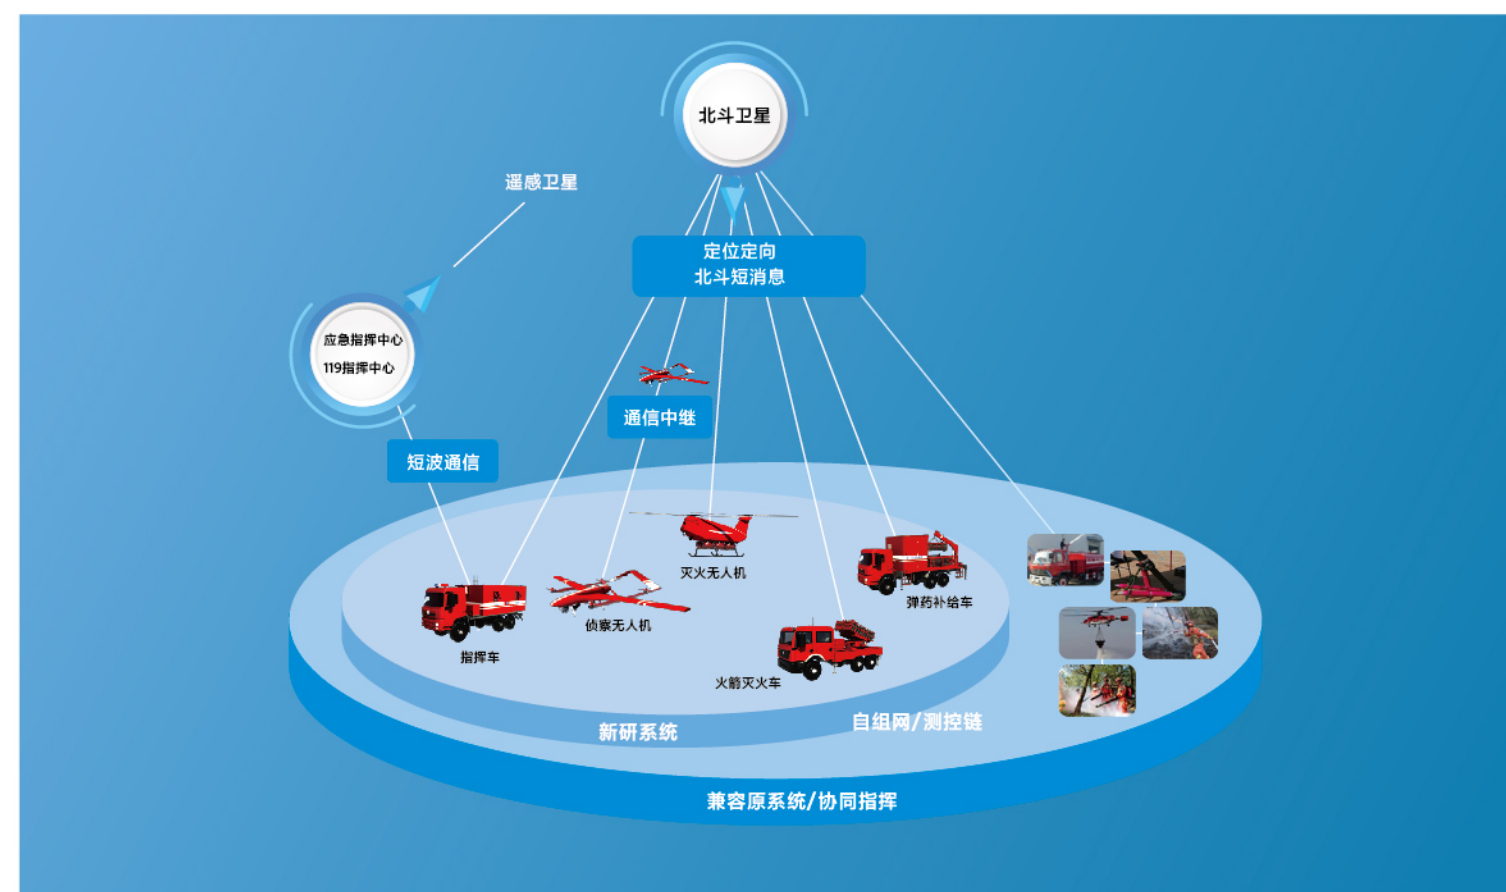 北斗卫星
遥感卫星
定位定向
北斗短消息
应急指挥中心
119指挥中心
通信中继
短波通信
灭火无人机
弹药补给车
侦察无人机
指挥车
火箭灭火车
自组网/测控链
新研系统
兼容原系统/协同指挥